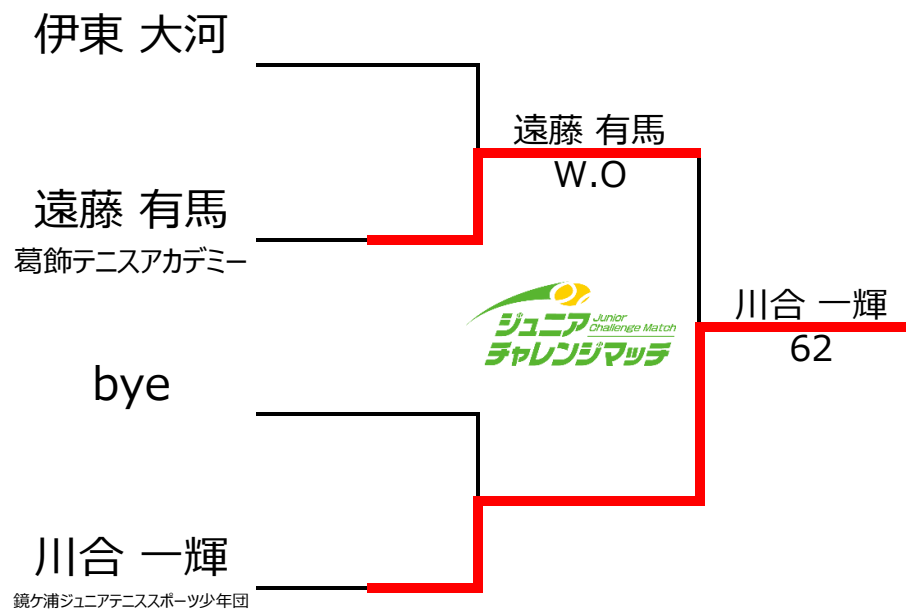 伊東 大河
遠藤 有馬
W.O
遠藤 有馬
葛飾テニスアカデミー
ジュニア Junior Challenge Match
チャレンジマッチ
川合 一輝
62
bye
川合 一輝
鏡ケ浦ジュニアテニススポーツ少年団